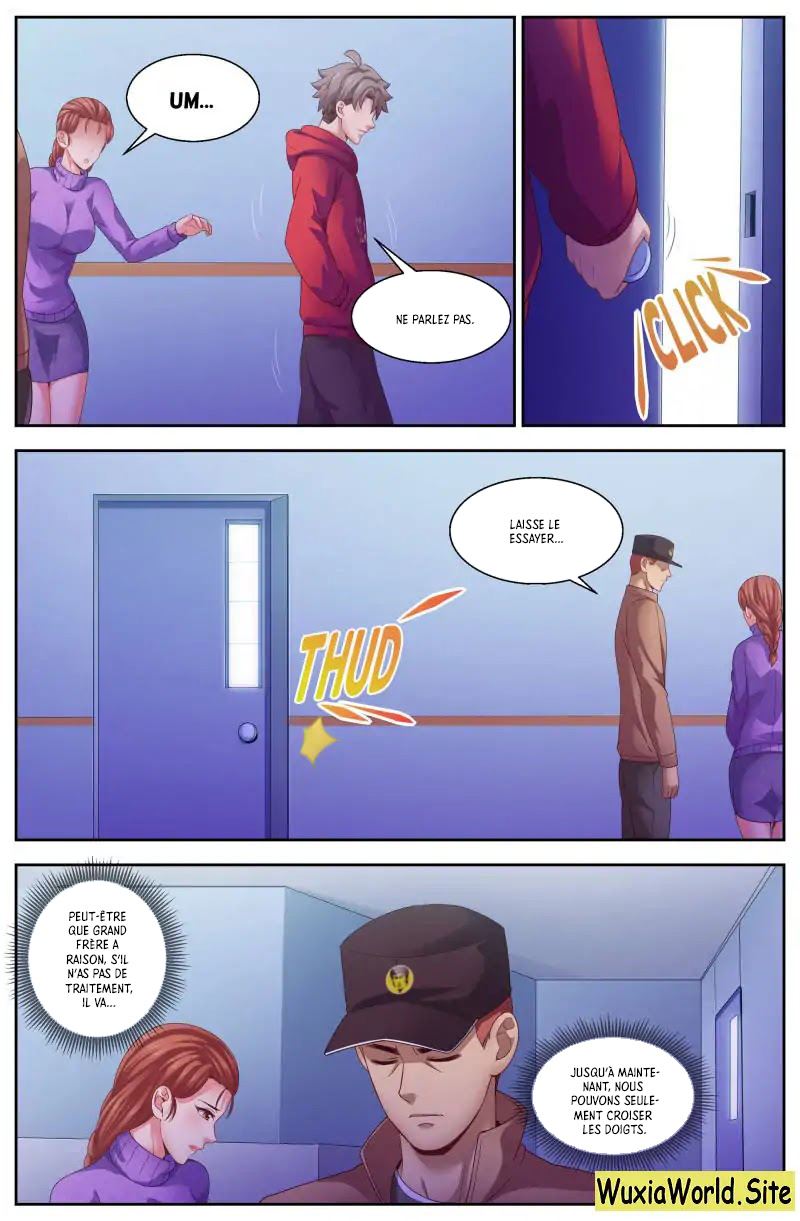 UM...
NE PARLEZ PAS.
CLICK
LAISSE LE
ESSAYER...
THUD
PEUT-ÊTRE
QUE GRAND
FRÈRE A
RAISON, S'IL
N'AS PAS DE
TRAITEMENT,
IL VA...
JUSQU'À MAINTE-
NANT, NOUS
POUVONS SEULE-
MENT CROISER
LES DOIGTS.
WuxiaWorld.Site